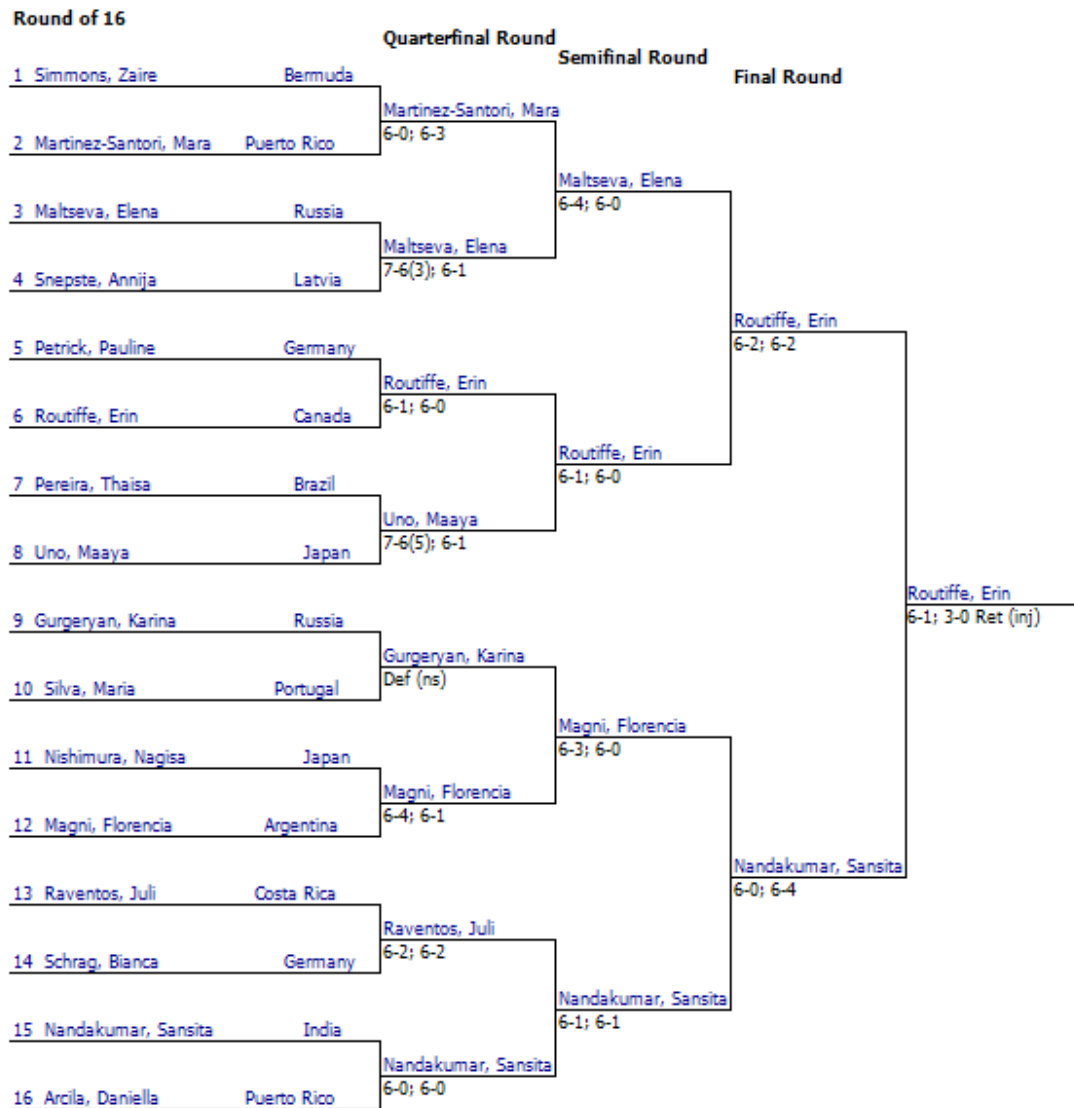 Round of 16
Quarterfinal Round
Semifinal Round
Final Round
1 Simmons, Zaire Bermuda
Martinez-Santori, Mara
6-0; 6-3
2 Martinez-Santori, Mara Puerto Rico
Maltseva, Elena
6-4; 6-0
3 Maltseva, Elena Russia
Maltseva, Elena
7-6(3); 6-1
4 Snepste, Annija Latvia
Routiffe, Erin
6-2; 6-2
5 Petrick, Pauline Germany
Routiffe, Erin
6-1; 6-0
6 Routiffe, Erin Canada
Routiffe, Erin
6-1; 6-0
7 Pereira, Thaisa Brazil
Uno, Maaya
7-6(5); 6-1
8 Uno, Maaya Japan
Routiffe, Erin
6-1; 3-0 Ret (inj)
9 Gurgeryan, Karina Russia
Gurgeryan, Karina
Def (ns)
10 Silva, Maria Portugal
Magni, Florencia
6-3; 6-0
11 Nishimura, Nagisa Japan
Magni, Florencia
6-4; 6-1
12 Magni, Florencia Argentina
Nandakumar, Sansita
6-0; 6-4
13 Raventos, Juli Costa Rica
Raventos, Juli
6-2; 6-2
14 Schrag, Bianca Germany
Nandakumar, Sansita
6-1; 6-1
15 Nandakumar, Sansita India
Nandakumar, Sansita
6-0; 6-0
16 Arcila, Daniella Puerto Rico